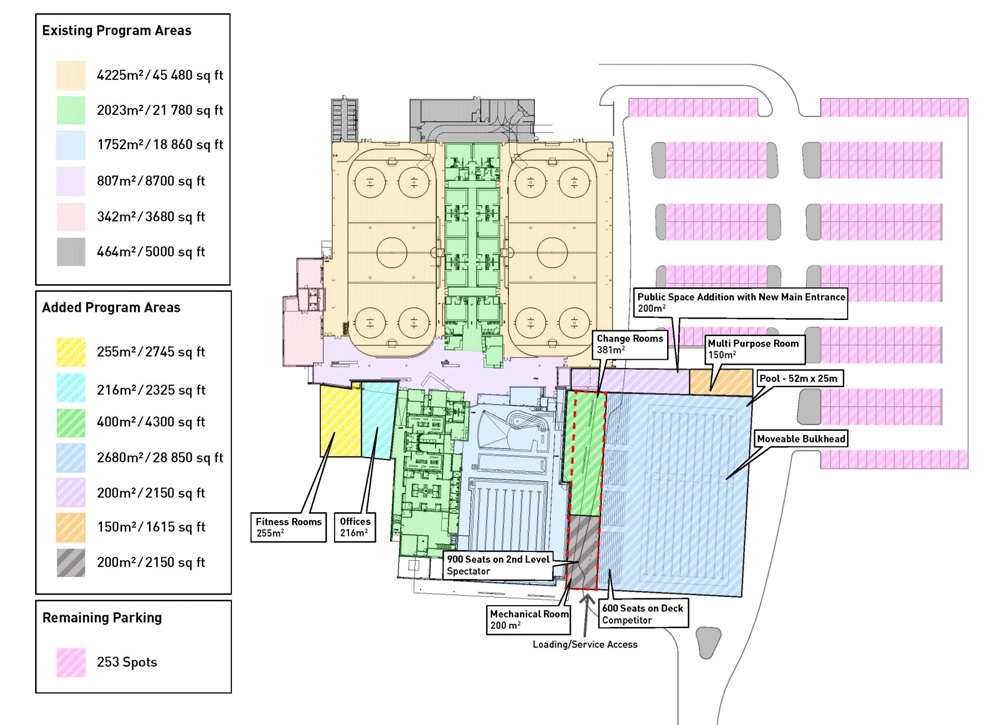 Existing Program Areas
4225m²/45 480 sq ft
2023m²/21 780 sq ft
1752m²/18 860 sq ft
807m²/8700 sq ft
342m²/3680 sq ft
464m²/5000 sq ft
Added Program Areas
255m²/2745 sq ft
216m²/2325 sq ft
400m²/4300 sq ft
2680m²/28 850 sq ft
200m²/2150 sq ft
150m²/1615 sq ft
200m²/2150 sq ft
Remaining Parking
253 Spots
Public Space Addition with New Main Entrance
200m²
Change Rooms
381m²
Multi Purpose Room
150m²
Pool - 52m x 25m
Moveable Bulkhead
Fitness Rooms
255m²
Offices
216m²
900 Seats on 2nd Level
Spectator
Mechanical Room
200 m²
600 Seats on Deck
Competitor
Loading/Service Access